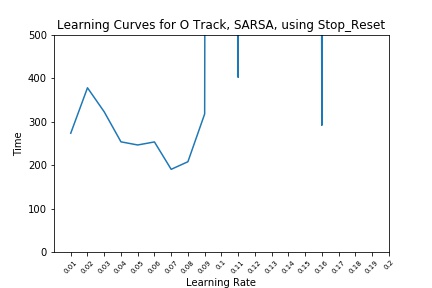 Learning Curves for O Track, SARSA, using Stop_Reset
500
400
300
200
100
0
Time
0.01 0.02 0.03 0.04 0.05 0.06 0.07 0.08 0.09 0.1 0.11 0.12 0.13 0.14 0.15 0.16 0.17 0.18 0.19 0.2
Learning Rate